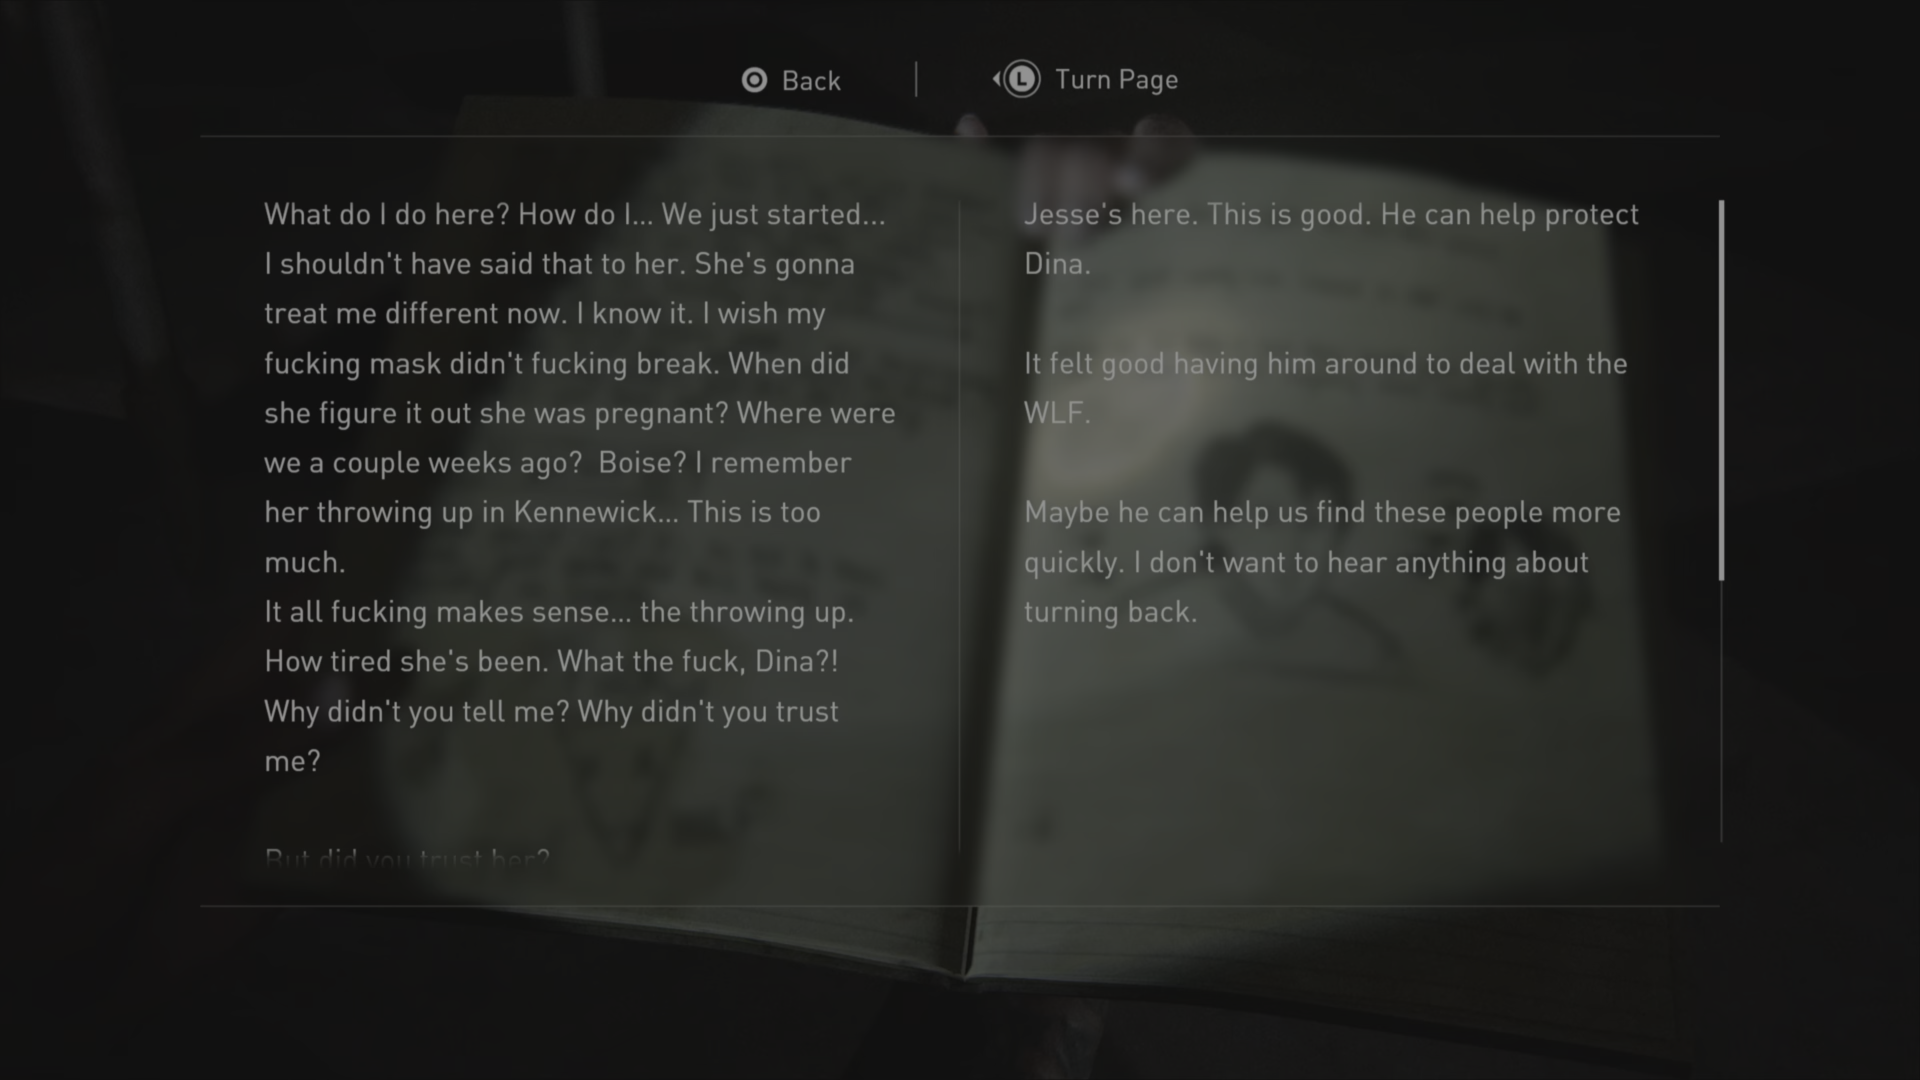 Back
L Turn Page
What do I do here? How do I... We just started...
I shouldn't have said that to her. She's gonna
treat me different now. I know it. I wish my
fucking mask didn't fucking break. When did
she figure it out she was pregnant? Where were
we a couple weeks ago?  Boise? I remember
her throwing up in Kennewick... This is too
much.
It all fucking makes sense... the throwing up.
How tired she's been. What the fuck, Dina?!
Why didn't you tell me? Why didn't you trust
me?
But did you trust her?
Jesse's here. This is good. He can help protect
Dina.
It felt good having him around to deal with the
WLF.
Maybe he can help us find these people more
quickly. I don't want to hear anything about
turning back.